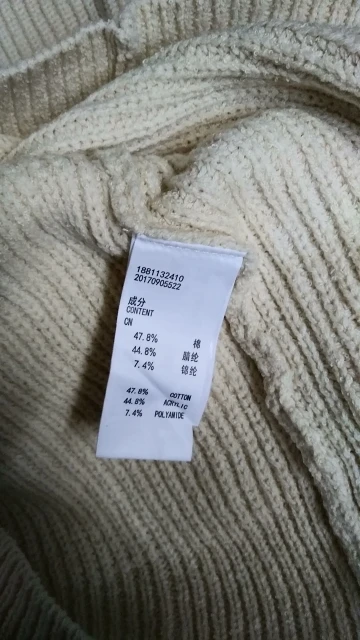 1881132410
20170905522
成分
CONTENT
CN
47.8% 棉
44.8% 腈纶
7.4% 锦纶
47.8% COTTON
44.8% ACRYLIC
7.4% POLYAMIDE